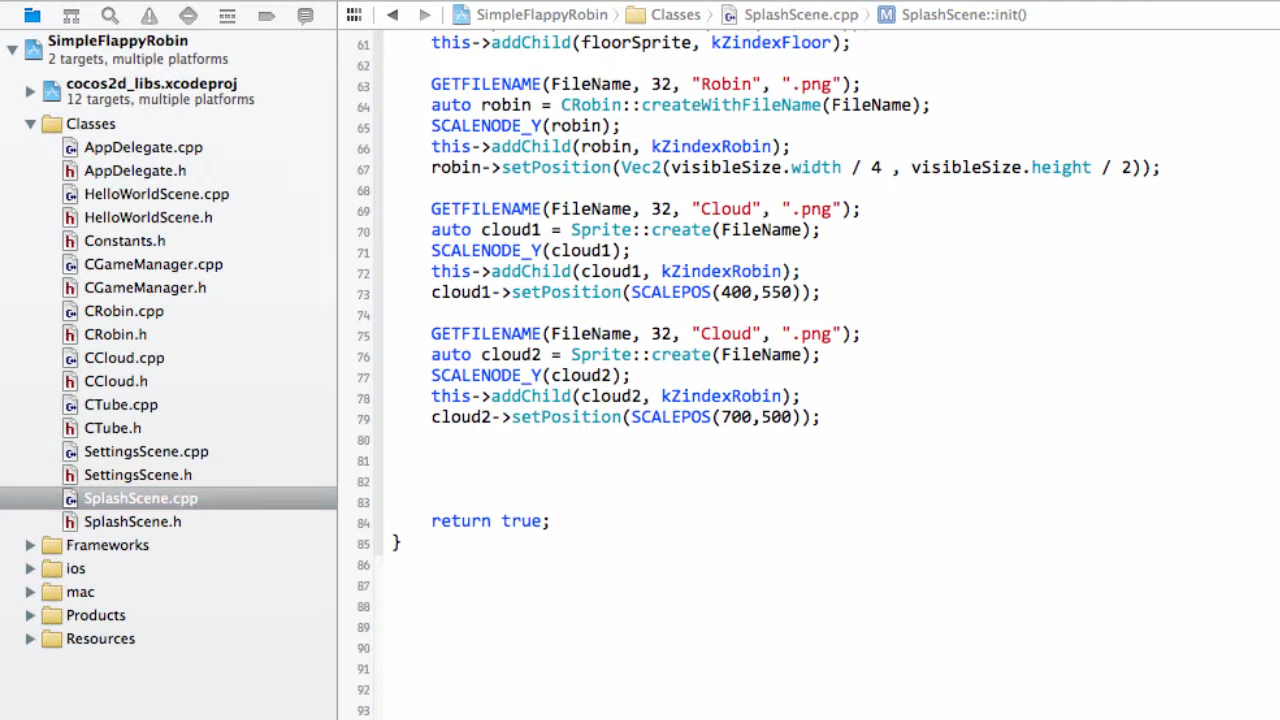 SimpleFlappyRobin
2 targets, multiple platforms
cocos2d_libs.xcodeproj
12 targets, multiple platforms
Classes
AppDelegate.cpp
AppDelegate.h
HelloWorldScene.cpp
HelloWorldScene.h
Constants.h
CGameManager.cpp
CGameManager.h
CRobin.cpp
CRobin.h
CCloud.cpp
CCloud.h
CTube.cpp
CTube.h
SettingsScene.cpp
SettingsScene.h
SplashScene.cpp
SplashScene.h
Frameworks
ios
mac
Products
Resources
SimpleFlappyRobin Classes SplashScene.cpp M SplashScene::init()
61 this->addChild(floorSprite, kZindexFloor);
62
63 GETFILENAME(FileName, 32, "Robin", ".png");
64 auto robin = CRobin::createWithFileName(FileName);
65 SCALENODE_Y(robin);
66 this->addChild(robin, kZindexRobin);
67 robin->setPosition(Vec2(visibleSize.width / 4 , visibleSize.height / 2));
68
69 GETFILENAME(FileName, 32, "Cloud", ".png");
70 auto cloud1 = Sprite::create(FileName);
71 SCALENODE_Y(cloud1);
72 this->addChild(cloud1, kZindexRobin);
73 cloud1->setPosition(SCALEPOS(400,550));
74
75 GETFILENAME(FileName, 32, "Cloud", ".png");
76 auto cloud2 = Sprite::create(FileName);
77 SCALENODE_Y(cloud2);
78 this->addChild(cloud2, kZindexRobin);
79 cloud2->setPosition(SCALEPOS(700,500));
80
81
82
83
84 return true;
85 }
86
87
88
89
90
91
92
93